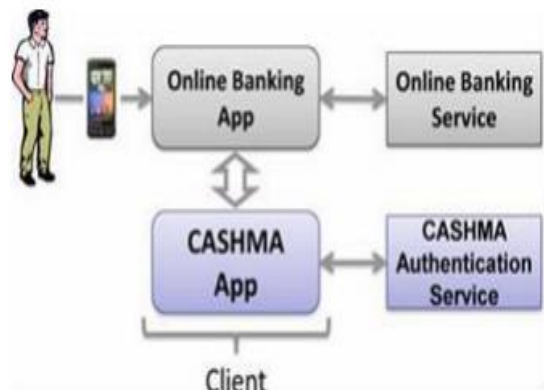 Online Banking
App
Online Banking
Service
CASHMA
App
CASHMA
Authentication
Service
Client